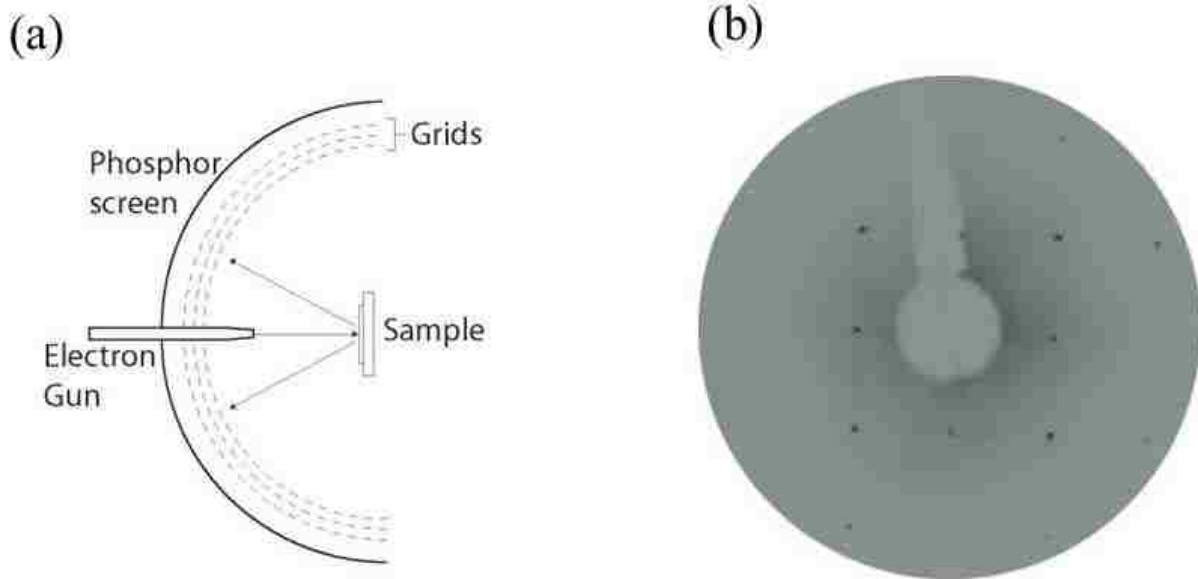 (a)
(b)
Grids
Phosphor
screen
Sample
Electron
Gun